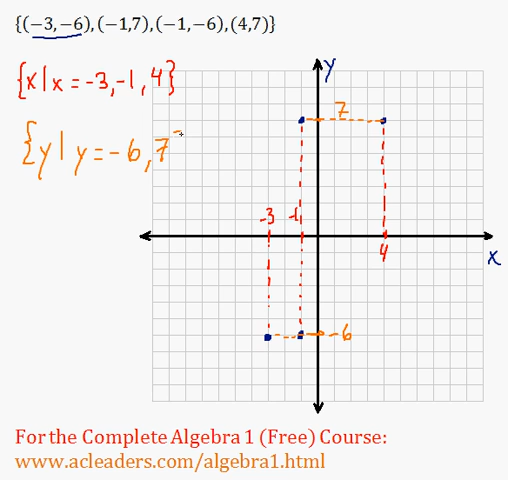 {(−3,−6),(−1,7),(−1,−6),(4,7)}
{x|x=-3,-1,4}
{y|y=-6,7
y
7
-3
-1
4
x
-6
For the Complete Algebra 1 (Free) Course:
www.acleaders.com/algebra1.html